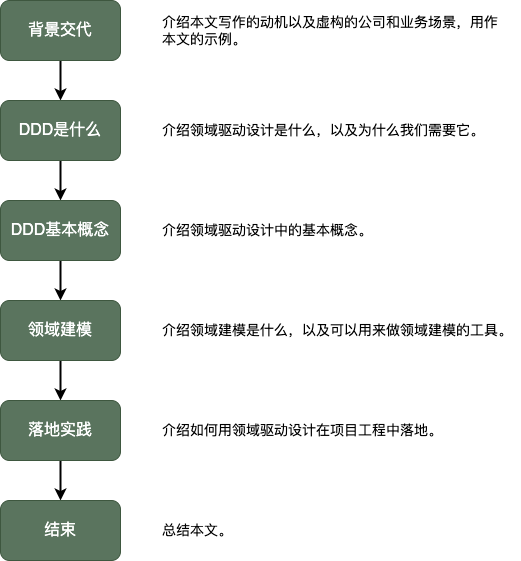 背景交代
介绍本文写作的动机以及虚构的公司和业务场景，用作
本文的示例。
DDD是什么
介绍领域驱动设计是什么，以及为什么我们需要它。
DDD基本概念
介绍领域驱动设计中的基本概念。
领域建模
介绍领域建模是什么，以及可以用来做领域建模的工具。
落地实践
介绍如何用领域驱动设计在项目工程中落地。
结束
总结本文。